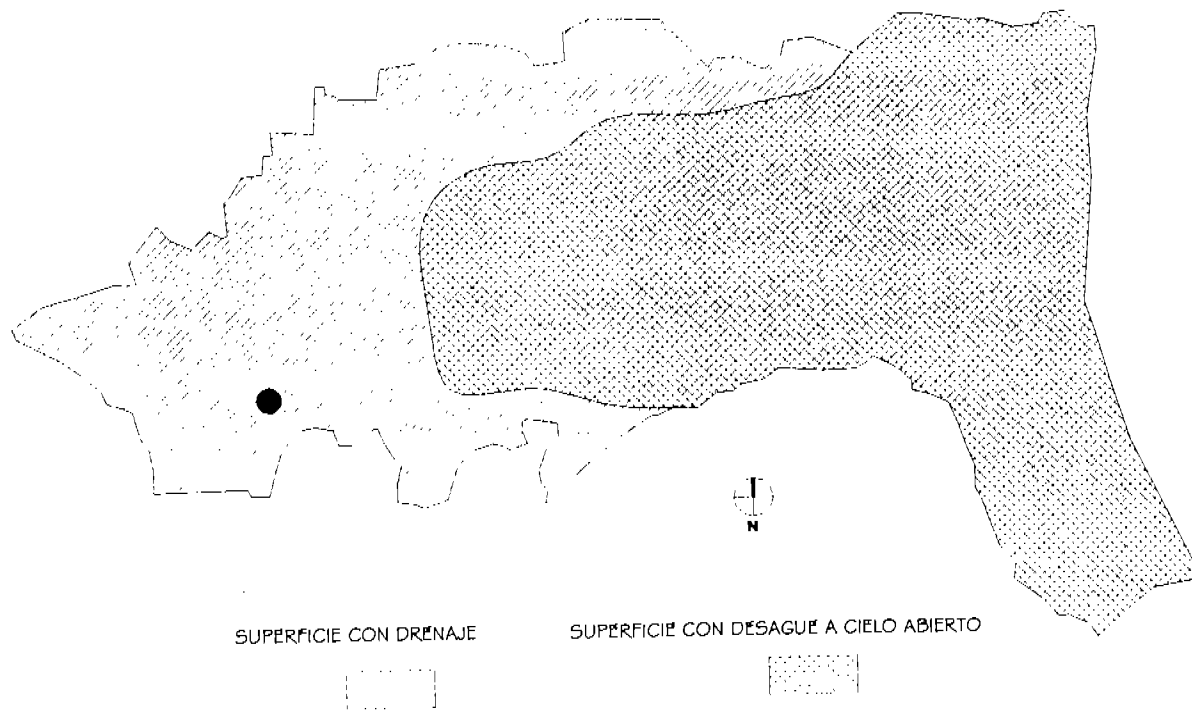 N
SUPERFICIE CON DRENAJE
SUPERFICIE CON DESAGUE A CIELO ABIERTO